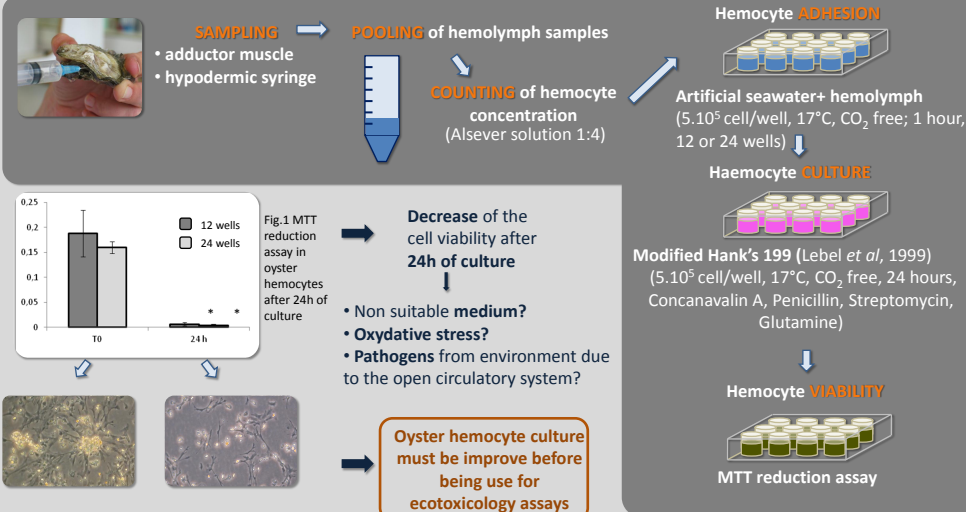 SAMPLING
• adductor muscle
• hypodermic syringe
POOLING of hemolymph samples
COUNTING of hemocyte
concentration
(Alsever solution 1:4)
Hemocyte ADHESION
Artificial seawater+ hemolymph
(5.10⁵ cell/well, 17°C, CO₂ free; 1 hour,
12 or 24 wells)
Haemocyte CULTURE
Modified Hank's 199 (Lebel et al, 1999)
(5.10⁵ cell/well, 17°C, CO₂ free, 24 hours,
Concanavalin A, Penicillin, Streptomycin,
Glutamine)
Hemocyte VIABILITY
MTT reduction assay
0,25
0,2
0,15
0,1
0,05
0
12 wells
24 wells
* *
T0
24 h
Fig.1 MTT
reduction
assay in
oyster
hemocytes
after 24h of
culture
Decrease of the
cell viability after
24h of culture
• Non suitable medium?
• Oxydative stress?
• Pathogens from environment due
to the open circulatory system?
Oyster hemocyte culture
must be improve before
being use for
ecotoxicology assays